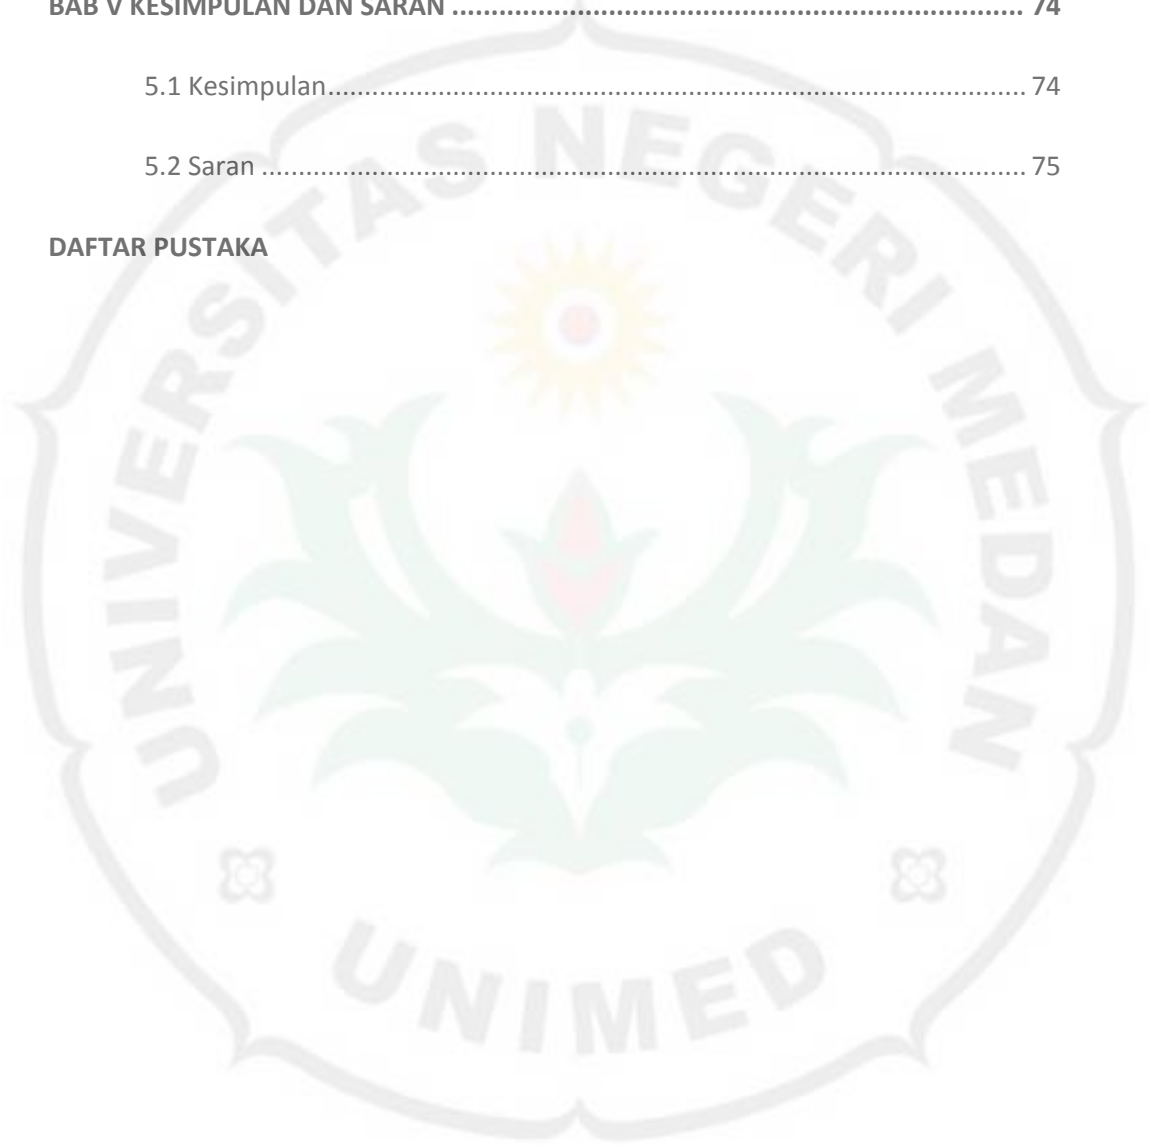 BAB V KESIMPULAN DAN SARAN ................................................................................ 74
5.1 Kesimpulan................................................................................................ 74
5.2 Saran ......................................................................................................... 75
DAFTAR PUSTAKA
UNIVERSITAS NEGERI MEDAN
UNIMED